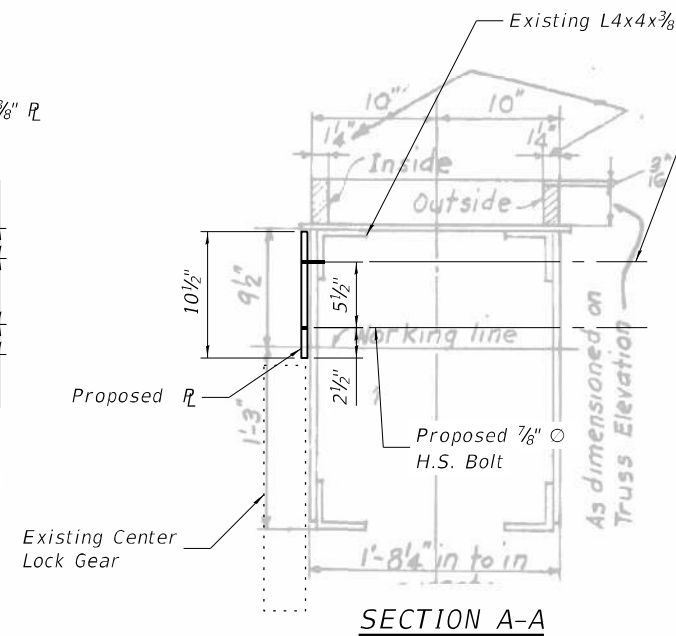 Existing L4x4x⅜
10" 10"
⅜" ℄
1¼" 1¼"
Inside
3/16"
Outside
10½"
9½"
5½"
Working line
2½"
Proposed ℄
1'-3"
Proposed ⅞" ∅
H.S. Bolt
As dimensioned on
Truss Elevation
Existing Center
Lock Gear
1'-8¼" in to in
SECTION A-A